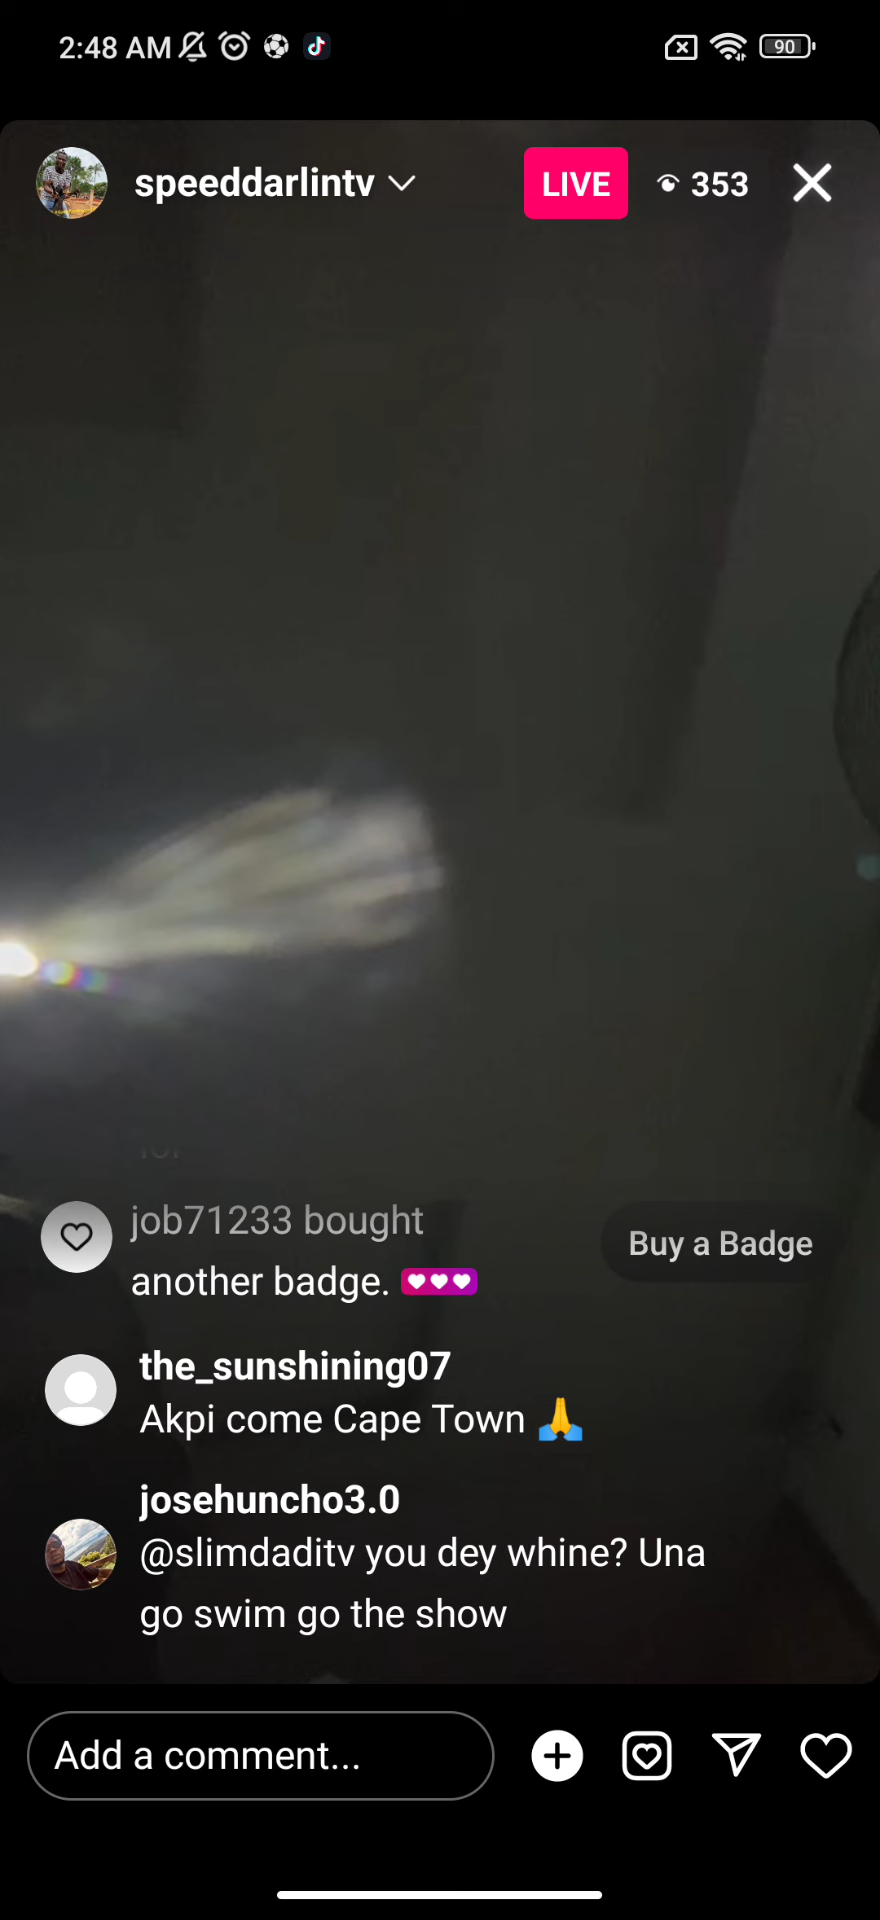 2:48 AM
90
speeddarlintv
LIVE
353
job71233 bought
another badge.
Buy a Badge
the_sunshining07
Akpi come Cape Town 🙏
josehuncho3.0
@slimdaditv you dey whine? Una
go swim go the show
Add a comment...